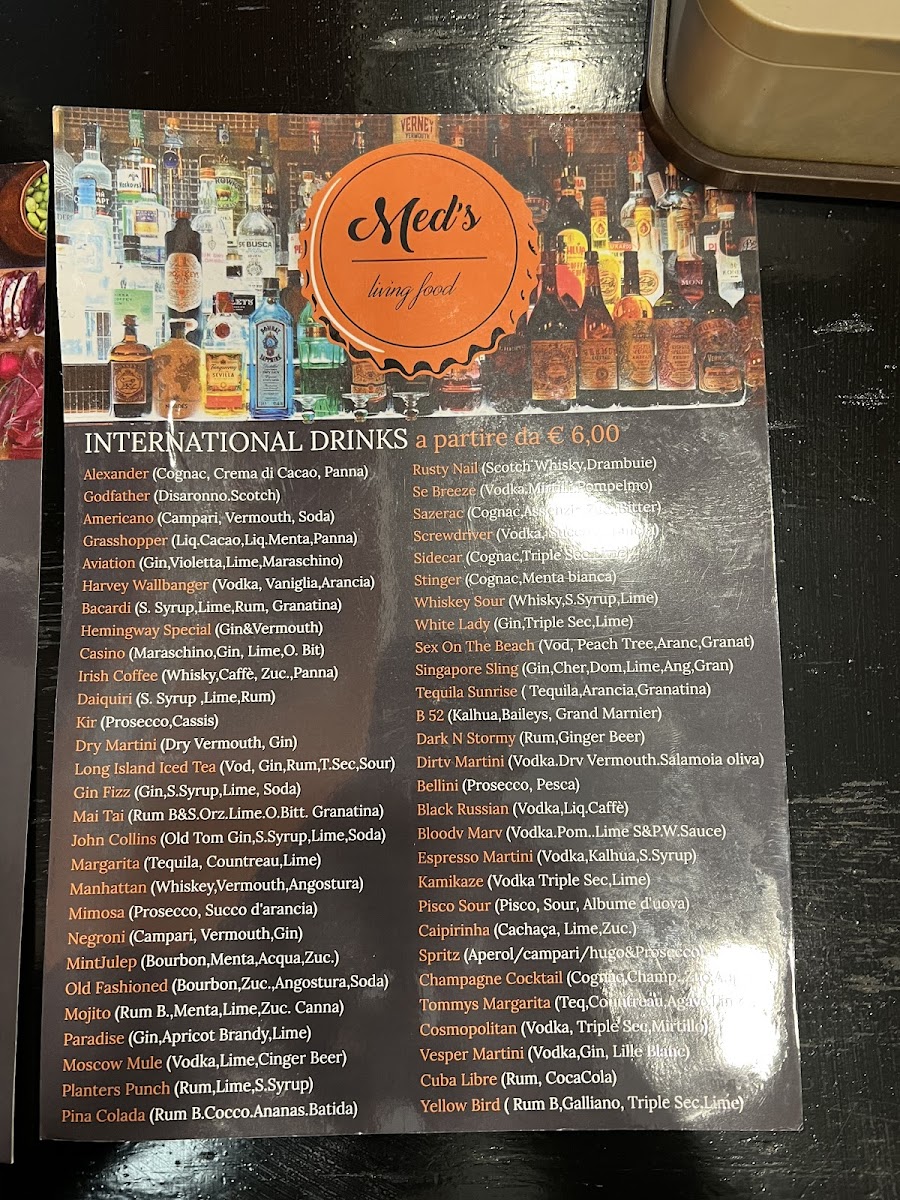 VERNEY
Med's
living food
INTERNATIONAL DRINKS a partire da € 6,00
Alexander (Cognac, Crema di Cacao, Panna)
Godfather (Disaronno.Scotch)
Americano (Campari, Vermouth, Soda)
Grasshopper (Liq.Cacao,Liq.Menta,Panna)
Aviation (Gin,Violetta,Lime,Maraschino)
Harvey Wallbanger (Vodka, Vaniglia,Arancia)
Bacardi (S. Syrup,Lime,Rum, Granatina)
Hemingway Special (Gin&Vermouth)
Casino (Maraschino,Gin, Lime,O. Bit)
Irish Coffee (Whisky,Caffè, Zuc.,Panna)
Daiquiri (S. Syrup ,Lime,Rum)
Kir (Prosecco,Cassis)
Dry Martini (Dry Vermouth, Gin)
Long Island Iced Tea (Vod, Gin,Rum,T.Sec,Sour)
Gin Fizz (Gin,S.Syrup,Lime, Soda)
Mai Tai (Rum B&S.Orz.Lime.O.Bitt. Granatina)
John Collins (Old Tom Gin,S.Syrup,Lime,Soda)
Margarita (Tequila, Countreau,Lime)
Manhattan (Whiskey,Vermouth,Angostura)
Mimosa (Prosecco, Succo d'arancia)
Negroni (Campari, Vermouth,Gin)
MintJulep (Bourbon,Menta,Acqua,Zuc.)
Old Fashioned (Bourbon,Zuc.,Angostura,Soda)
Mojito (Rum B.,Menta,Lime,Zuc. Canna)
Paradise (Gin,Apricot Brandy,Lime)
Moscow Mule (Vodka,Lime,Cinger Beer)
Planters Punch (Rum,Lime,S.Syrup)
Pina Colada (Rum B.Cocco.Ananas.Batida)
Rusty Nail (Scotch Whisky,Drambuie)
Se Breeze (Vodka,Mirtillo,Pompelmo)
Sazerac (Cognac, Bitter)
Screwdriver (Vodka,
Sidecar (Cognac,Triple Sec,
Stinger (Cognac,Menta bianca)
Whiskey Sour (Whisky,S.Syrup,Lime)
White Lady (Gin,Triple Sec,Lime)
Sex On The Beach (Vod, Peach Tree,Aranc,Granat)
Singapore Sling (Gin,Cher,Dom,Lime,Ang,Gran)
Tequila Sunrise ( Tequila,Arancia,Granatina)
B 52 (Kalhua,Baileys, Grand Marnier)
Dark N Stormy (Rum,Ginger Beer)
Dirty Martini (Vodka.Dry Vermouth.Salamoia oliva)
Bellini (Prosecco, Pesca)
Black Russian (Vodka,Liq.Caffè)
Bloody Mary (Vodka.Pom..Lime S&P,W.Sauce)
Espresso Martini (Vodka,Kalhua,S.Syrup)
Kamikaze (Vodka Triple Sec,Lime)
Pisco Sour (Pisco, Sour, Albume d'uova)
Caipirinha (Cachaça, Lime,Zuc.)
Spritz (Aperol/campari/hugo&Prosecco)
Champagne Cocktail (Cognac,Champ.,
Tommys Margarita (Teq,Countreau,Agave,
Cosmopolitan (Vodka, Triple Sec,Mirtillo)
Vesper Martini (Vodka,Gin, Lille Blanc)
Cuba Libre (Rum, CocaCola)
Yellow Bird ( Rum B,Galliano, Triple Sec,Lime)